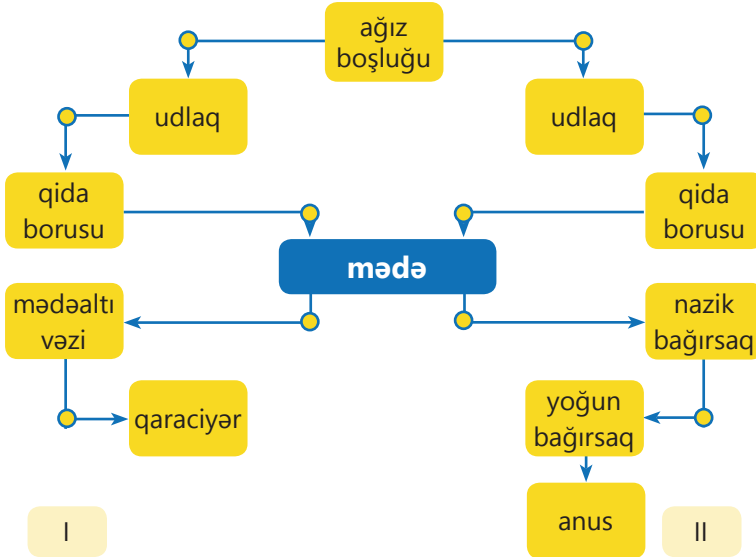 ağız
boşluğu
udlaq
udlaq
qida
borusu
qida
borusu
mədə
mədəaltı
vəzi
nazik
bağırsaq
qaraciyər
yoğun
bağırsaq
anus
I
II